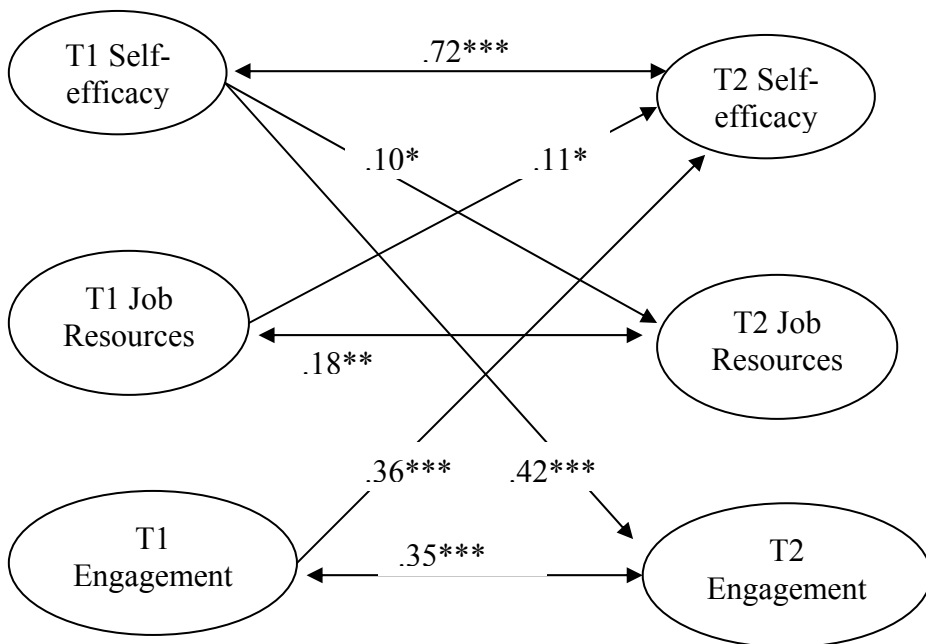 T1 Self-
efficacy
.72***
T2 Self-
efficacy
.10*
.11*
T1 Job
Resources
.18**
T2 Job
Resources
.36***
.42***
T1
Engagement
.35***
T2
Engagement